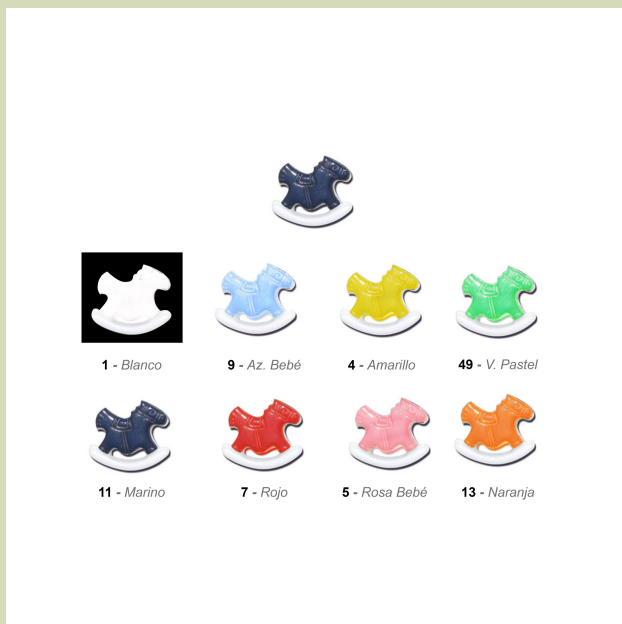 1 - Blanco
9 - Az. Bebé
4 - Amarillo
49 - V. Pastel
11 - Marino
7 - Rojo
5 - Rosa Bebé
13 - Naranja